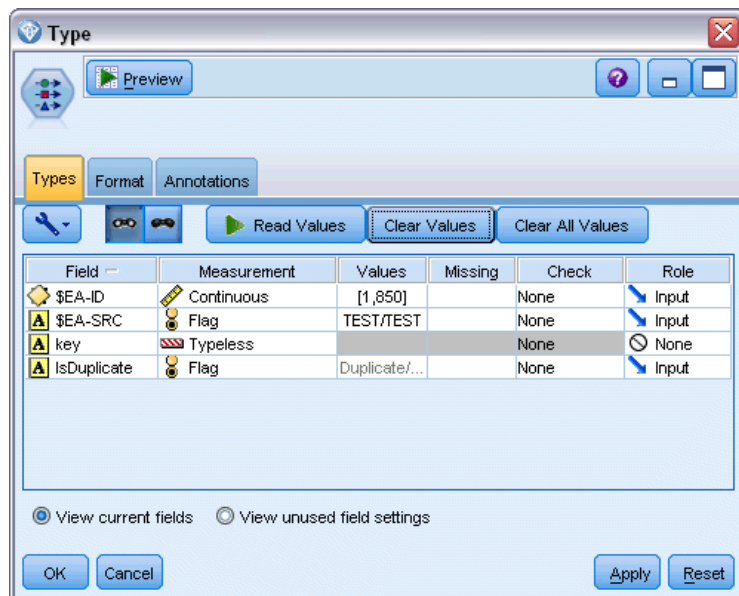 Type
Preview
Types Format Annotations
Read Values Clear Values Clear All Values
Field Measurement Values Missing Check Role
$EA-ID Continuous [1,850] None Input
A $EA-SRC Flag TEST/TEST None Input
A key Typeless None None
A IsDuplicate Flag Duplicate/... None Input
View current fields View unused field settings
OK Cancel Apply Reset